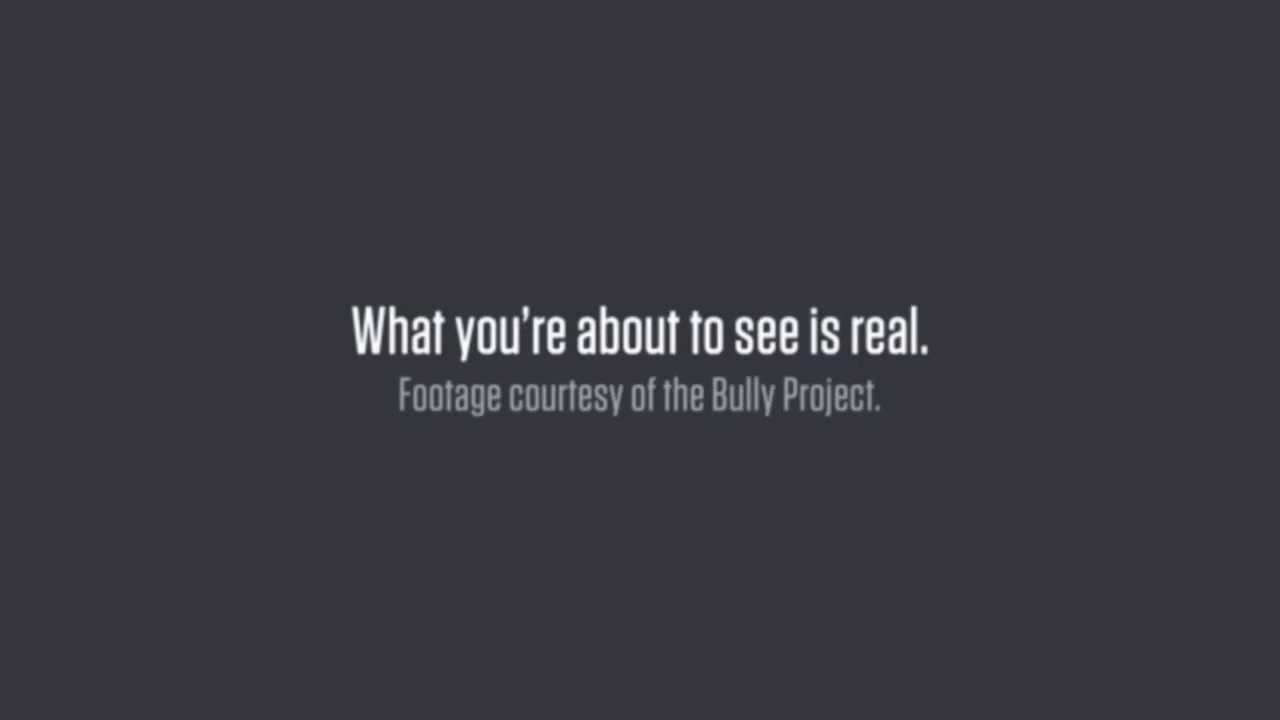 What you’re about to see is real.
Footage courtesy of the Bully Project.